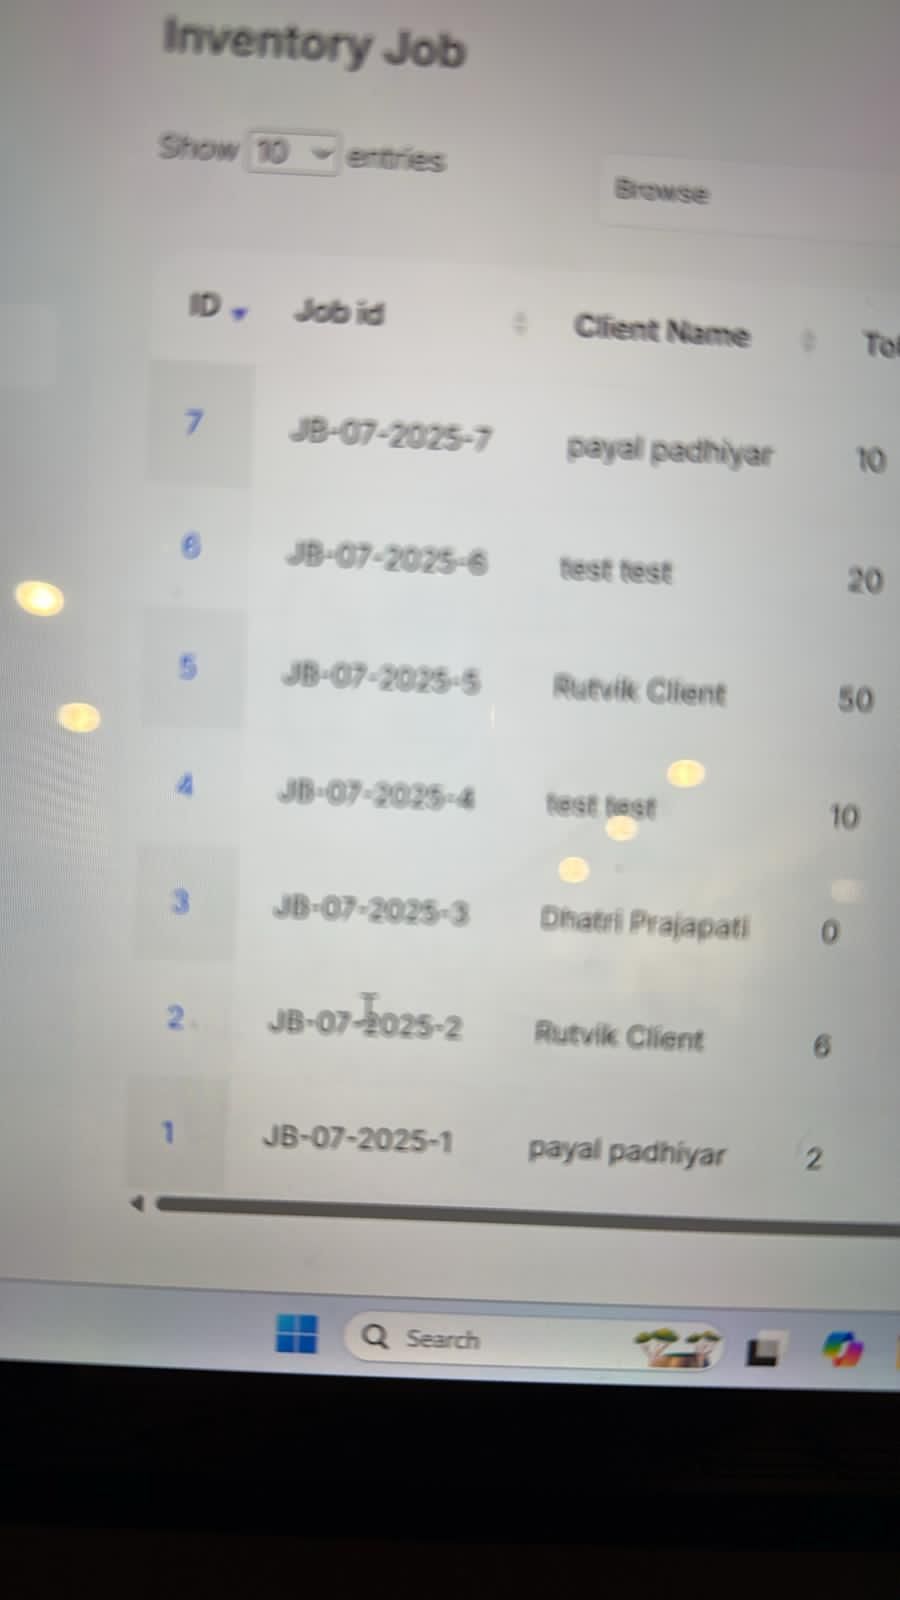 Inventory Job
Show 10 entries
Browse
ID Job id Client Name
7 JB-07-2025-7 payal padhiyar 10
6 JB-07-2025-6 test test 20
5 JB-07-2025-5 Rutvik Client 50
4 JB-07-2025-4 test test 10
3 JB-07-2025-3 Dhatri Prajapati 0
2 JB-07-2025-2 Rutvik Client 6
1 JB-07-2025-1 payal padhiyar 2
Search